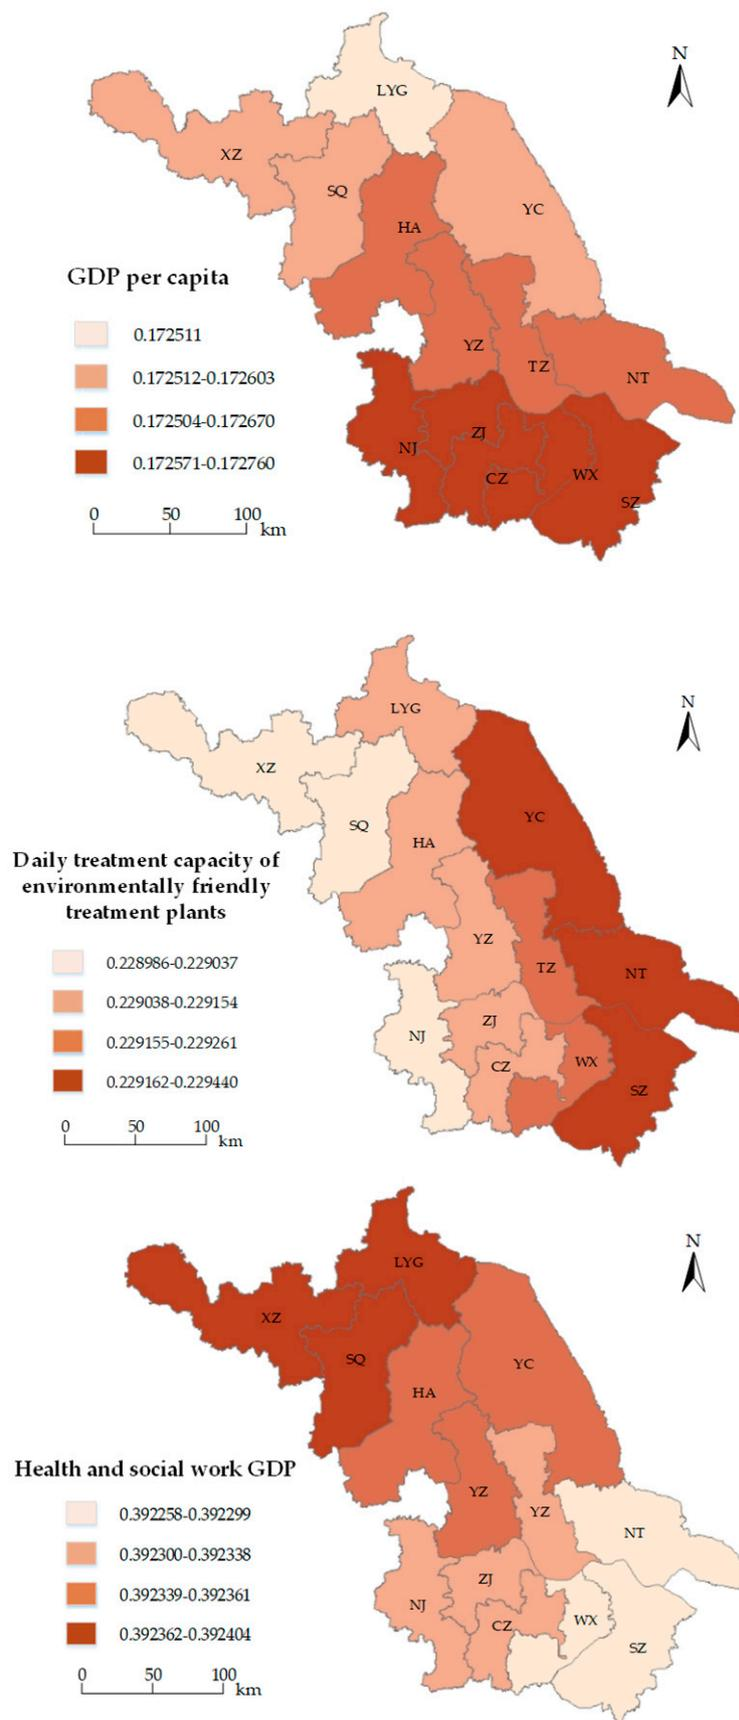 N
LYG
XZ
SQ
YC
HA
GDP per capita
0.172511
YZ
TZ
0.172512-0.172603
NT
0.172504-0.172670
ZJ
NJ
0.172571-0.172760
CZ
WX
SZ
0 50 100
km
N
LYG
XZ
YC
SQ
HA
Daily treatment capacity of
environmentally friendly
treatment plants
YZ
0.228986-0.229037
TZ
NT
0.229038-0.229154
ZJ
NJ
0.229155-0.229261
CZ
WX
0.229162-0.229440
SZ
0 50 100
km
N
LYG
XZ
SQ
YC
HA
Health and social work GDP
YZ
0.392258-0.392299
YZ
NT
0.392300-0.392338
ZJ
0.392339-0.392361
NJ
CZ
WX
0.392362-0.392404
SZ
0 50 100
km